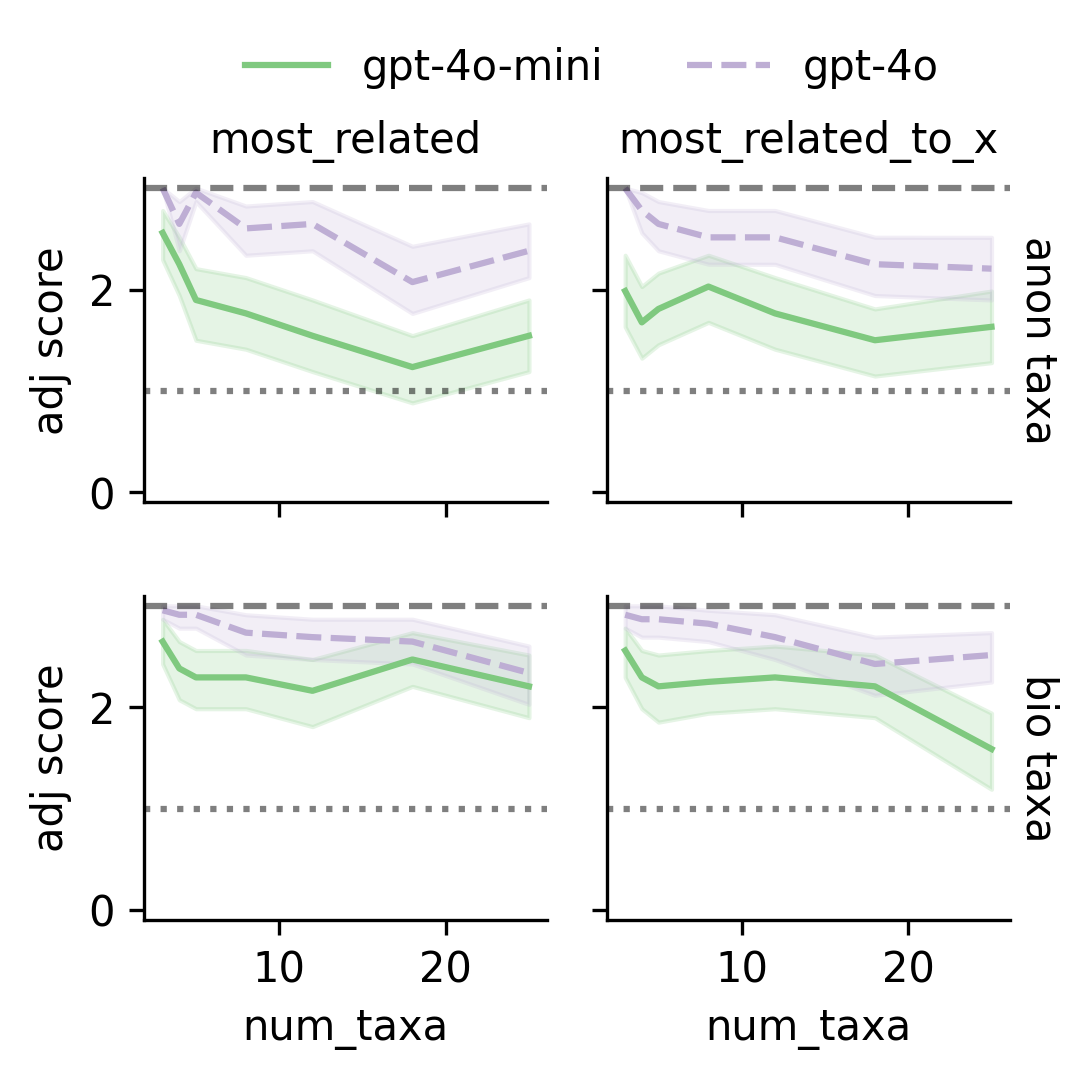 gpt-4o-mini gpt-4o
most_related most_related_to_x
adj score
2
0
anon taxa
adj score
2
0
bio taxa
10 20 10 20
num_taxa num_taxa